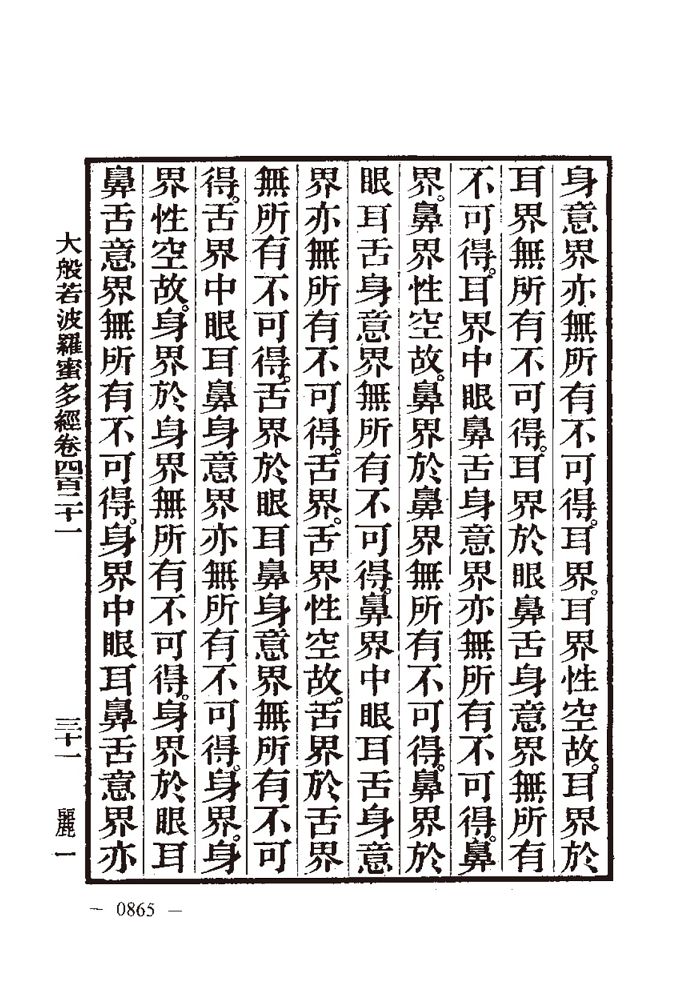 身意界亦無所有不可得。耳界。耳界性空故。耳界於
耳界無所有不可得。耳界於眼鼻舌身意界無所有
不可得。耳界中眼鼻舌身意界亦無所有不可得。鼻
界。鼻界性空故。鼻界於鼻界無所有不可得。鼻界於
眼耳舌身意界無所有不可得。鼻界中眼耳舌身意
界亦無所有不可得。舌界。舌界性空故。舌界於舌界
無所有不可得。舌界於眼耳鼻身意界無所有不可
得。舌界中眼耳鼻身意界亦無所有不可得。身界。身
界性空故。身界於身界無所有不可得。身界於眼耳
鼻舌意界無所有不可得。身界中眼耳鼻舌意界亦
大般若波羅蜜多經卷四百二十一 三十一 麗一
— 0865 —